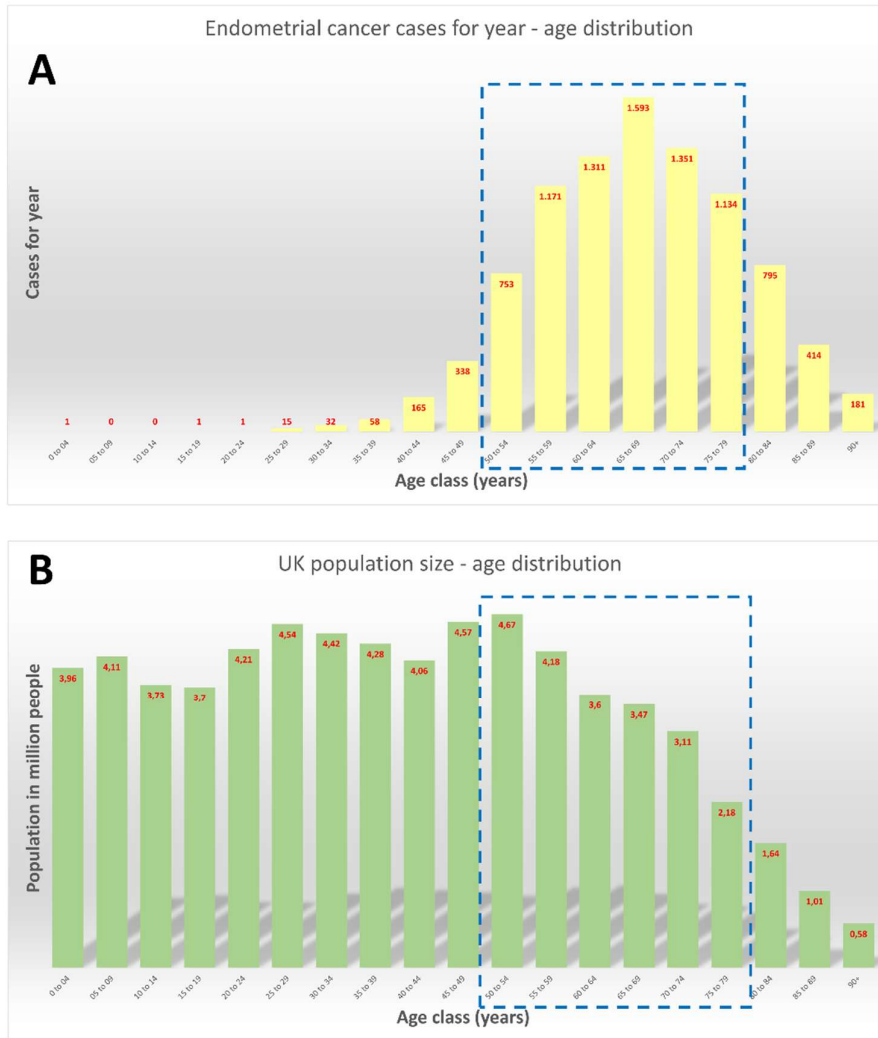 Endometrial cancer cases for year - age distribution
A
Cases for year
1
0
0
1
1
15
32
58
165
338
753
1.171
1.311
1.593
1.351
1.134
795
414
181
0 to 04
05 to 09
10 to 14
15 to 19
20 to 24
25 to 29
30 to 34
35 to 39
40 to 44
45 to 49
50 to 54
55 to 59
60 to 64
65 to 69
70 to 74
75 to 79
80 to 84
85 to 89
90+
Age class (years)
UK population size - age distribution
B
Population in million people
3,96
4,11
3,73
3,7
4,21
4,54
4,42
4,28
4,06
4,57
4,67
4,18
3,6
3,47
3,11
2,18
1,64
1,01
0,58
0 to 04
05 to 09
10 to 14
15 to 19
20 to 24
25 to 29
30 to 34
35 to 39
40 to 44
45 to 49
50 to 54
55 to 59
60 to 64
65 to 69
70 to 74
75 to 79
80 to 84
85 to 89
90+
Age class (years)